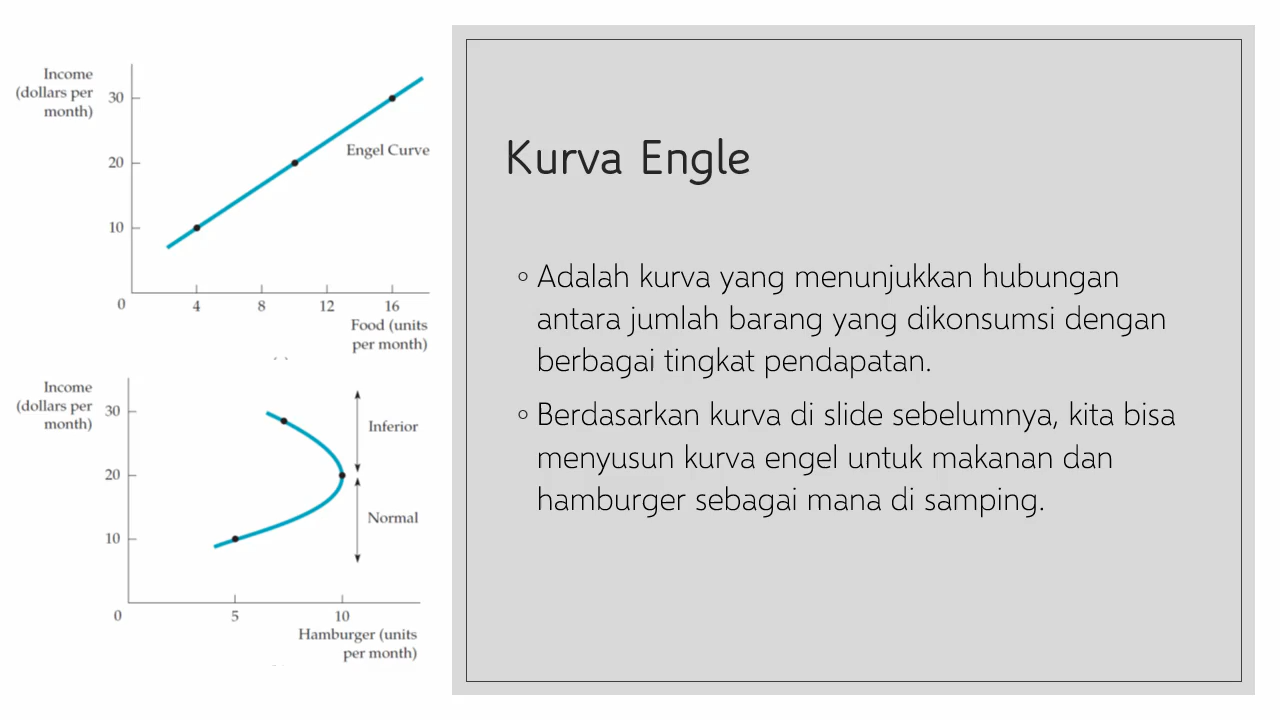 Income
(dollars per
month)
30
20
10
Engel Curve
0
4
8
12
16
Food (units
per month)
Income
(dollars per
month)
30
20
10
Inferior
Normal
0
5
10
Hamburger (units
per month)
Kurva Engle
◦ Adalah kurva yang menunjukkan hubungan
antara jumlah barang yang dikonsumsi dengan
berbagai tingkat pendapatan.
◦ Berdasarkan kurva di slide sebelumnya, kita bisa
menyusun kurva engel untuk makanan dan
hamburger sebagai mana di samping.